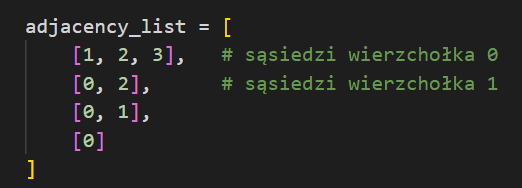 adjacency_list = [
    [1, 2, 3],   # sąsiedzi wierzchołka 0
    [0, 2],      # sąsiedzi wierzchołka 1
    [0, 1],
    [0]
]